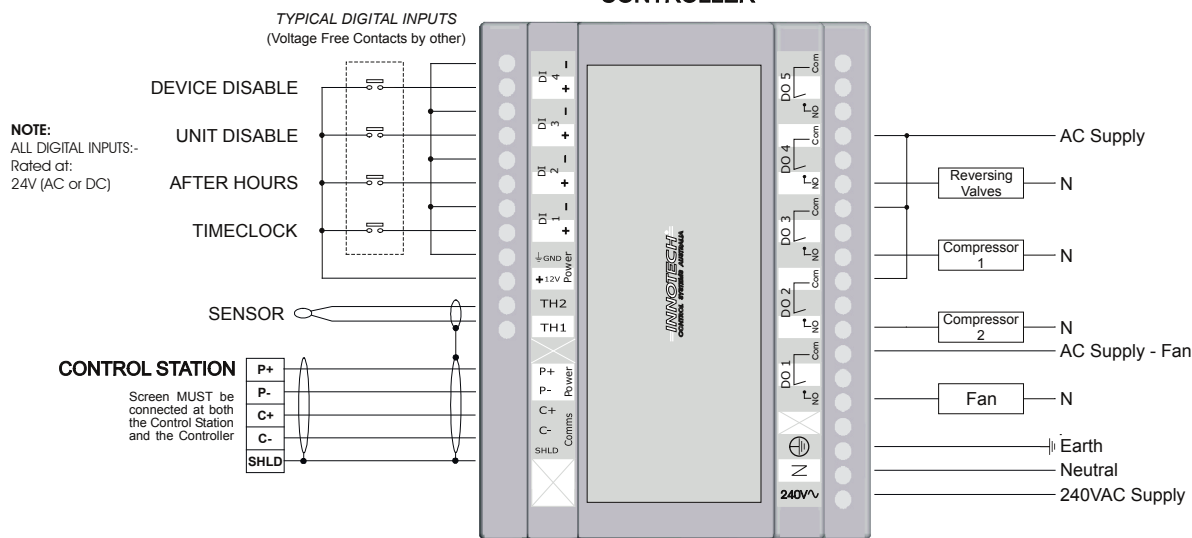 CONTROLLER
TYPICAL DIGITAL INPUTS
(Voltage Free Contacts by other)
DEVICE DISABLE
UNIT DISABLE
AFTER HOURS
TIMECLOCK
NOTE:
ALL DIGITAL INPUTS:-
Rated at:
24V (AC or DC)
SENSOR
CONTROL STATION
Screen MUST be
connected at both
the Control Station
and the Controller
P+
P-
C+
C-
SHLD
DI 4
-
+
DI 3
-
+
DI 2
-
+
DI 1
-
+
GND
+12V
Power
TH2
TH1
P+
P-
Power
C+
C-
Comms
SHLD
INNOTECH
CONTROL SYSTEMS AUSTRALIA
DO 5
Com
NO
DO 4
Com
NO
DO 3
Com
NO
DO 2
Com
NO
DO 1
Com
NO
N
240V~
AC Supply
Reversing
Valves
N
Compressor
1
N
Compressor
2
N
AC Supply - Fan
Fan
N
Earth
Neutral
240VAC Supply